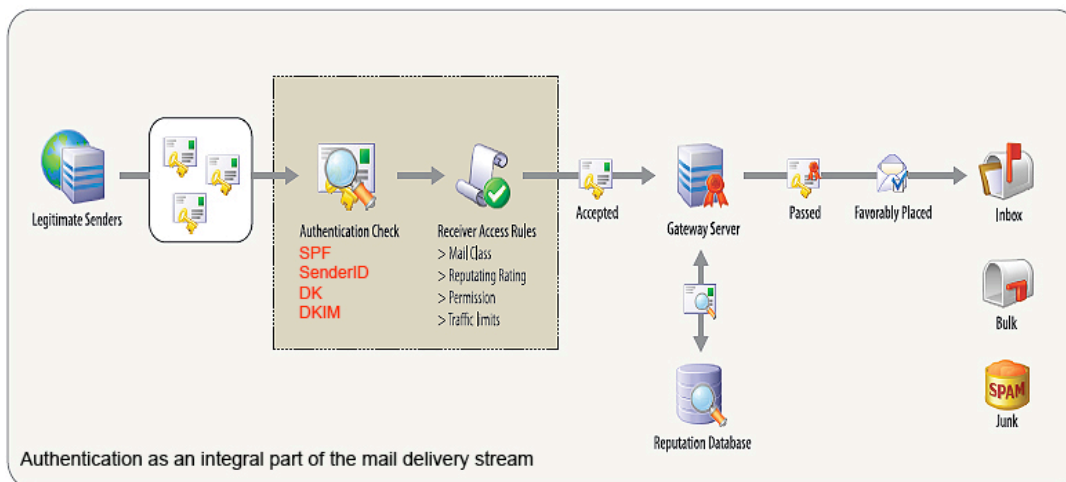 Legitimate Senders
Authentication Check
SPF
SenderID
DK
DKIM
Receiver Access Rules
> Mail Class
> Reputating Rating
> Permission
> Traffic limits
Accepted
Gateway Server
Reputation Database
Passed
Favorably Placed
Inbox
Bulk
SPAM
Junk
Authentication as an integral part of the mail delivery stream